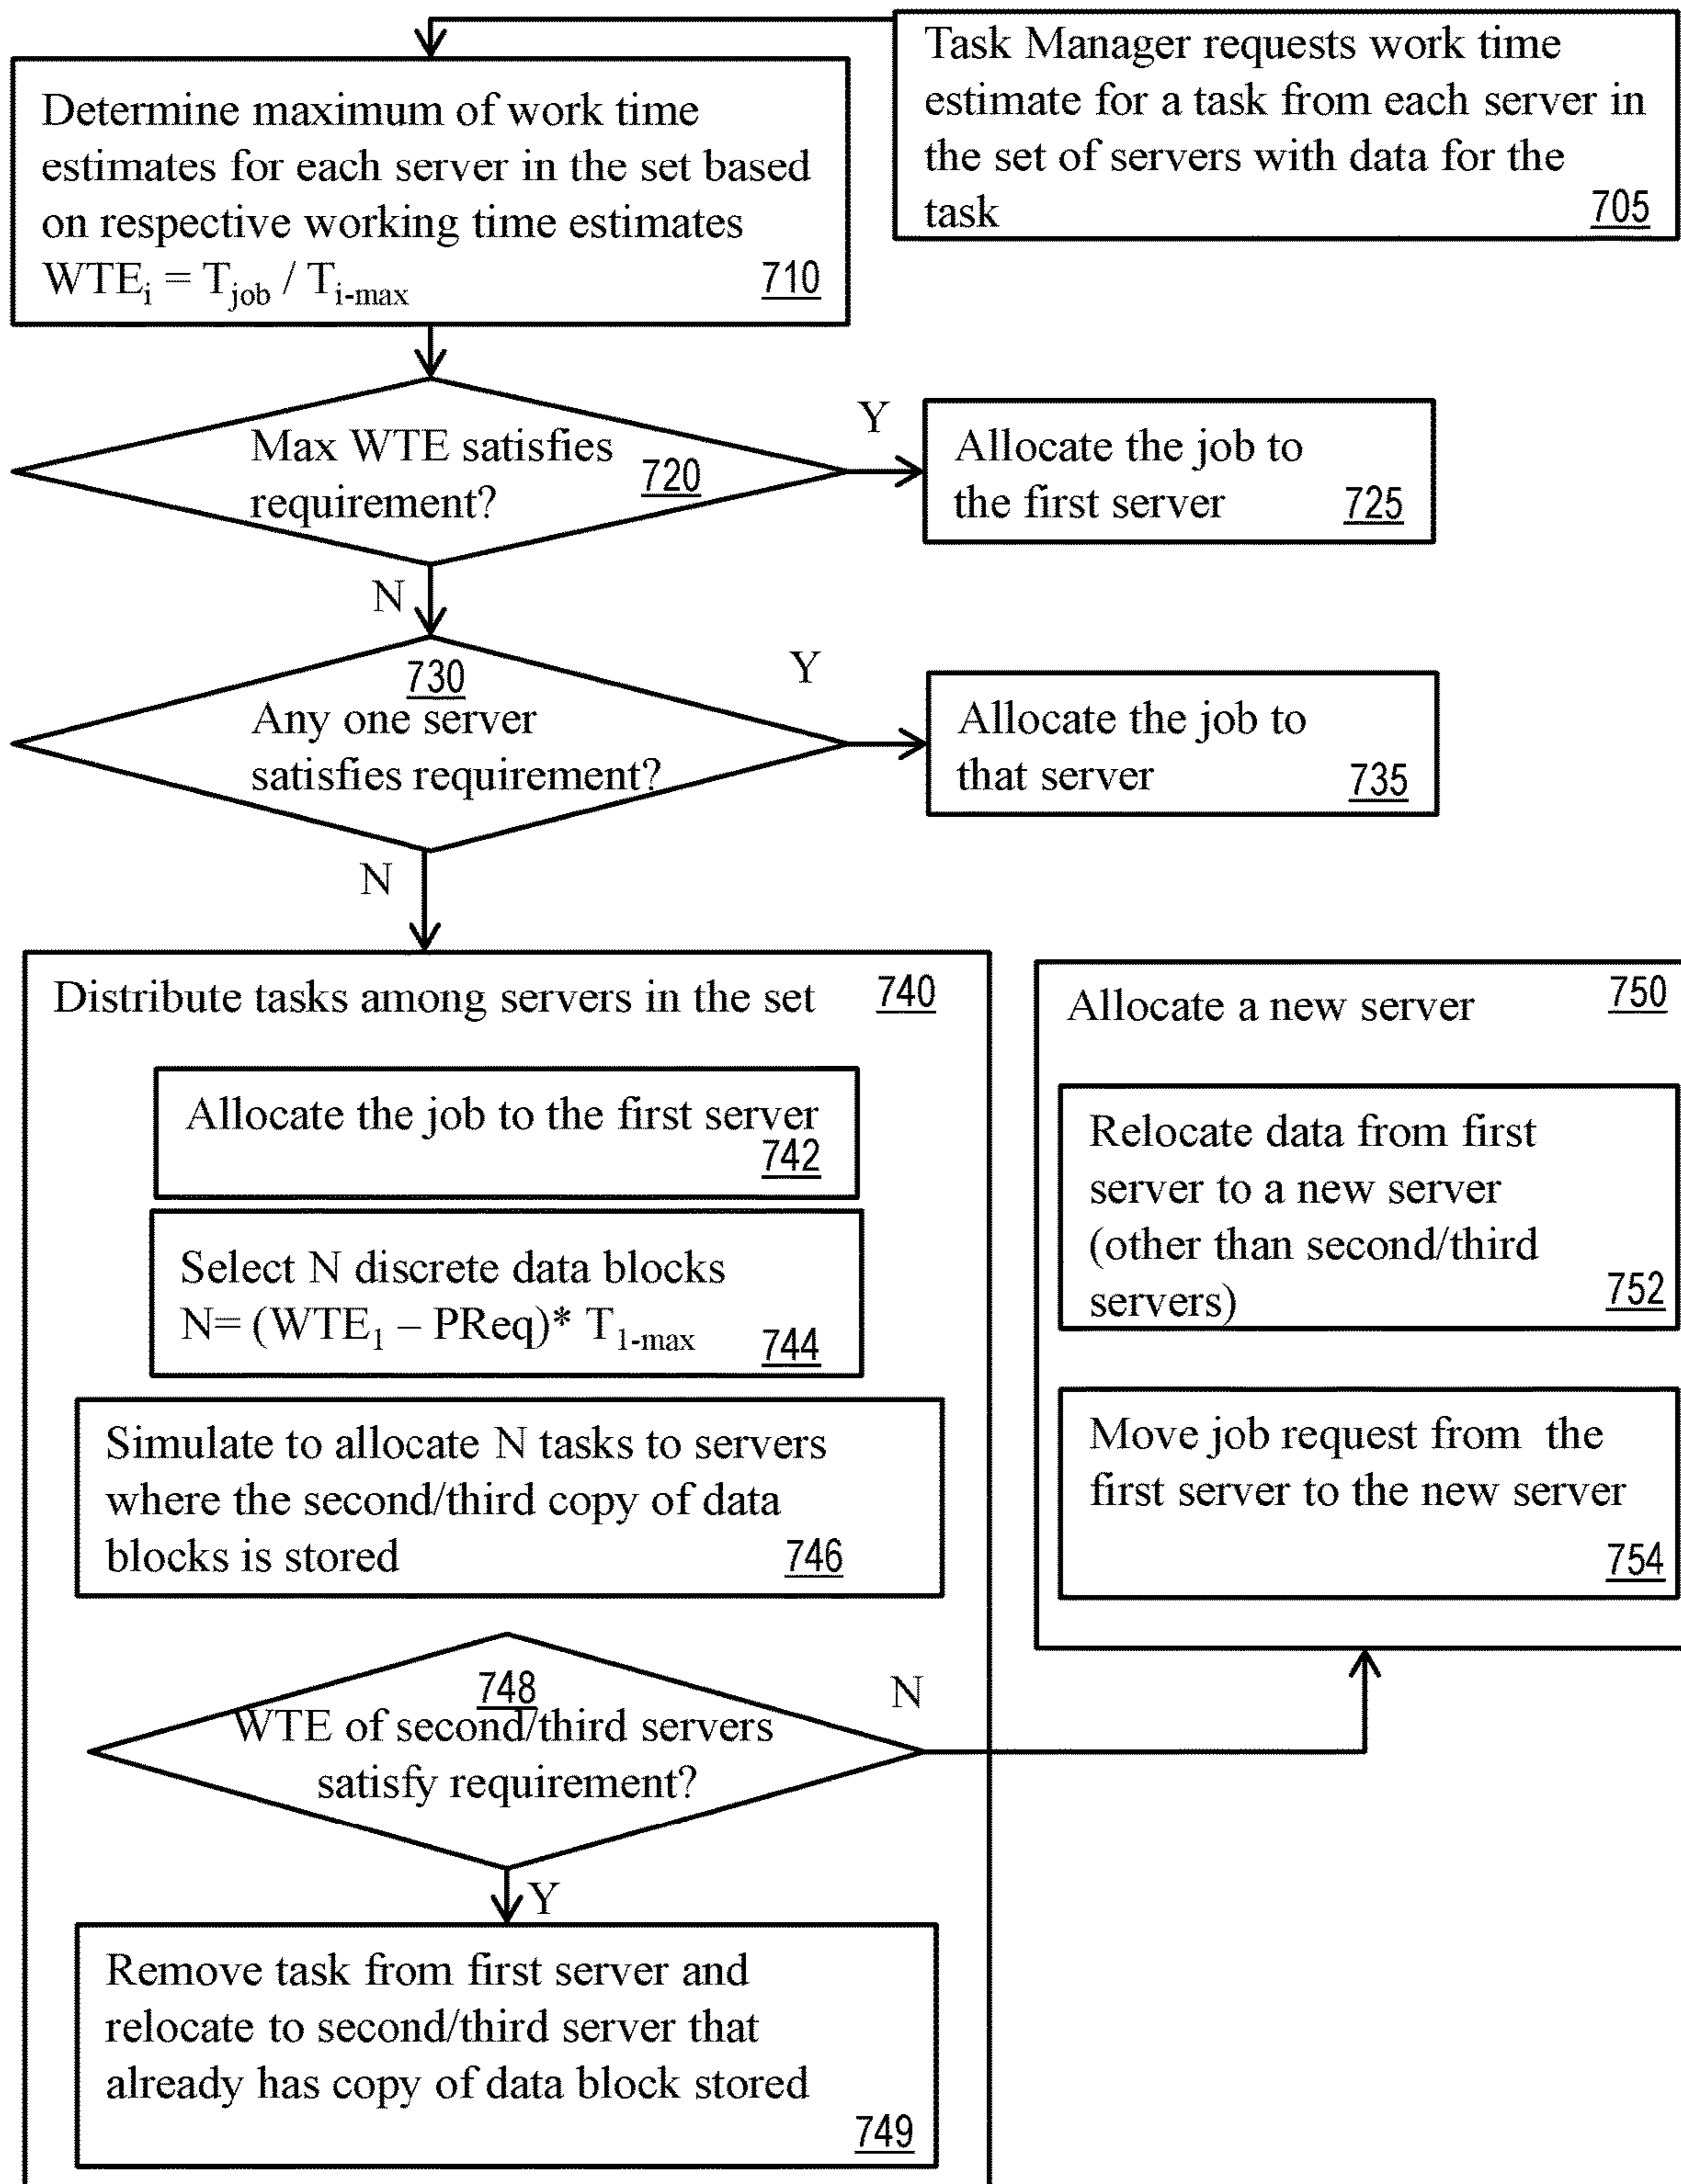 Task Manager requests work time
estimate for a task from each server in
the set of servers with data for the
task 705
Determine maximum of work time
estimates for each server in the set based
on respective working time estimates
WTEi = Tjob / Ti-max 710
Max WTE satisfies
requirement? 720
Y
Allocate the job to
the first server 725
N
730
Any one server
satisfies requirement?
Y
Allocate the job to
that server 735
N
Distribute tasks among servers in the set 740
Allocate the job to the first server
742
Select N discrete data blocks
N= (WTE1 – PReq)* T1-max 744
Simulate to allocate N tasks to servers
where the second/third copy of data
blocks is stored 746
748
WTE of second/third servers
satisfy requirement?
N
Y
Remove task from first server and
relocate to second/third server that
already has copy of data block stored
749
Allocate a new server 750
Relocate data from first
server to a new server
(other than second/third
servers) 752
Move job request from the
first server to the new server
754